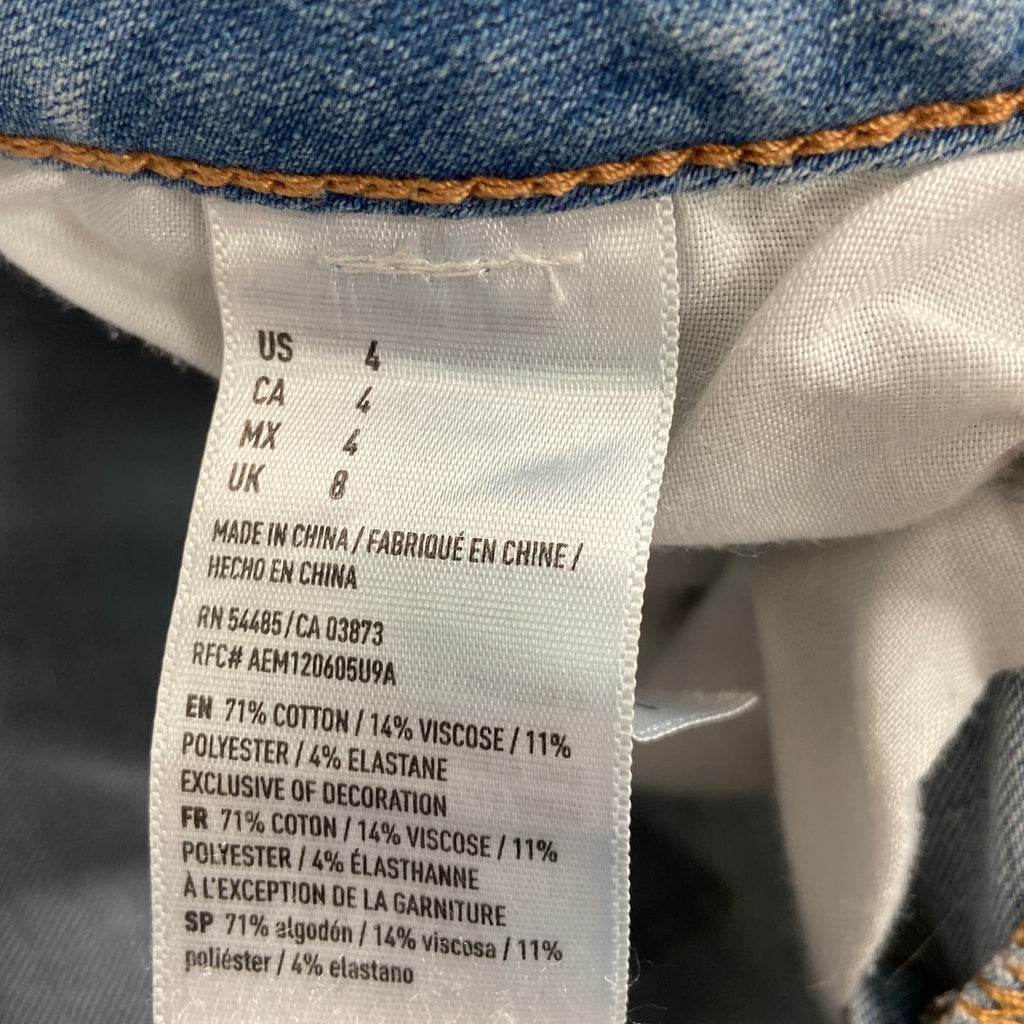 US 4
CA 4
MX 4
UK 8
MADE IN CHINA / FABRIQUÉ EN CHINE /
HECHO EN CHINA
RN 54485 / CA 03873
RFC# AEM120605U9A
EN 71% COTTON / 14% VISCOSE / 11%
POLYESTER / 4% ELASTANE
EXCLUSIVE OF DECORATION
FR 71% COTON / 14% VISCOSE / 11%
POLYESTER / 4% ÉLASTHANNE
À L'EXCEPTION DE LA GARNITURE
SP 71% algodón / 14% viscosa / 11%
poliéster / 4% elastano